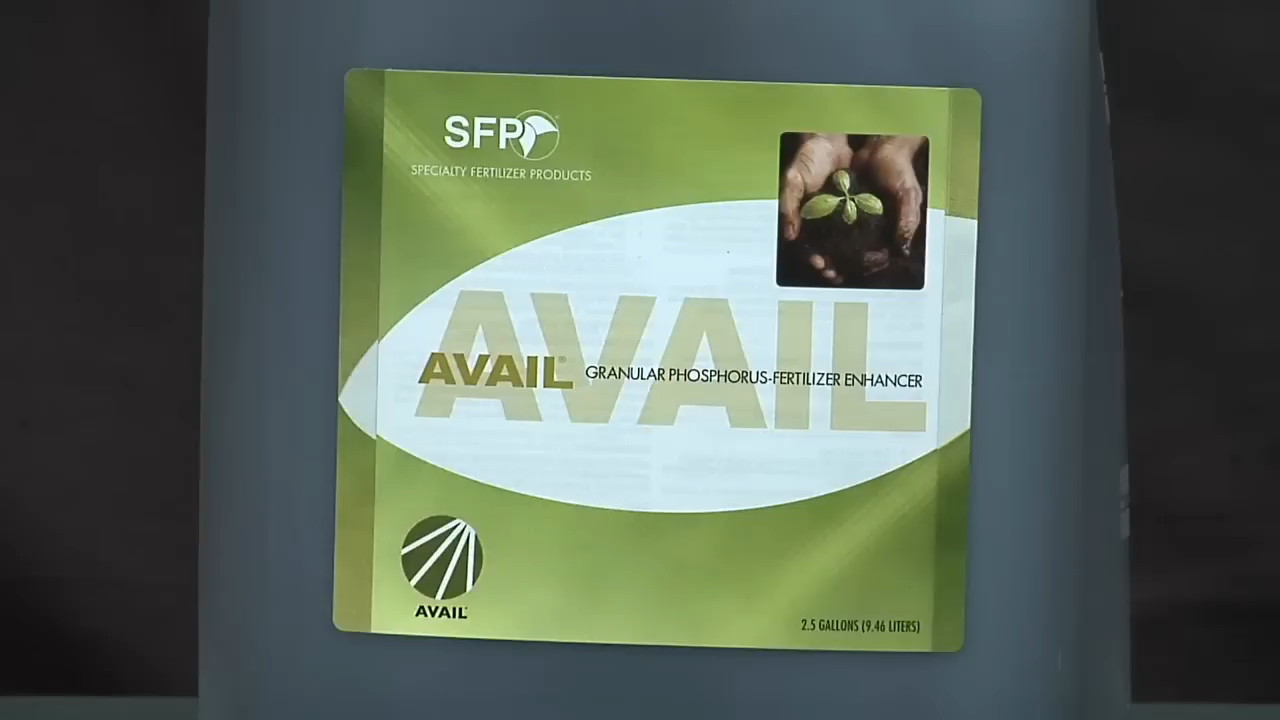 SFP
SPECIALTY FERTILIZER PRODUCTS
AVAIL
AVAIL® GRANULAR PHOSPHORUS-FERTILIZER ENHANCER
AVAIL
2.5 GALLONS (9.46 LITERS)